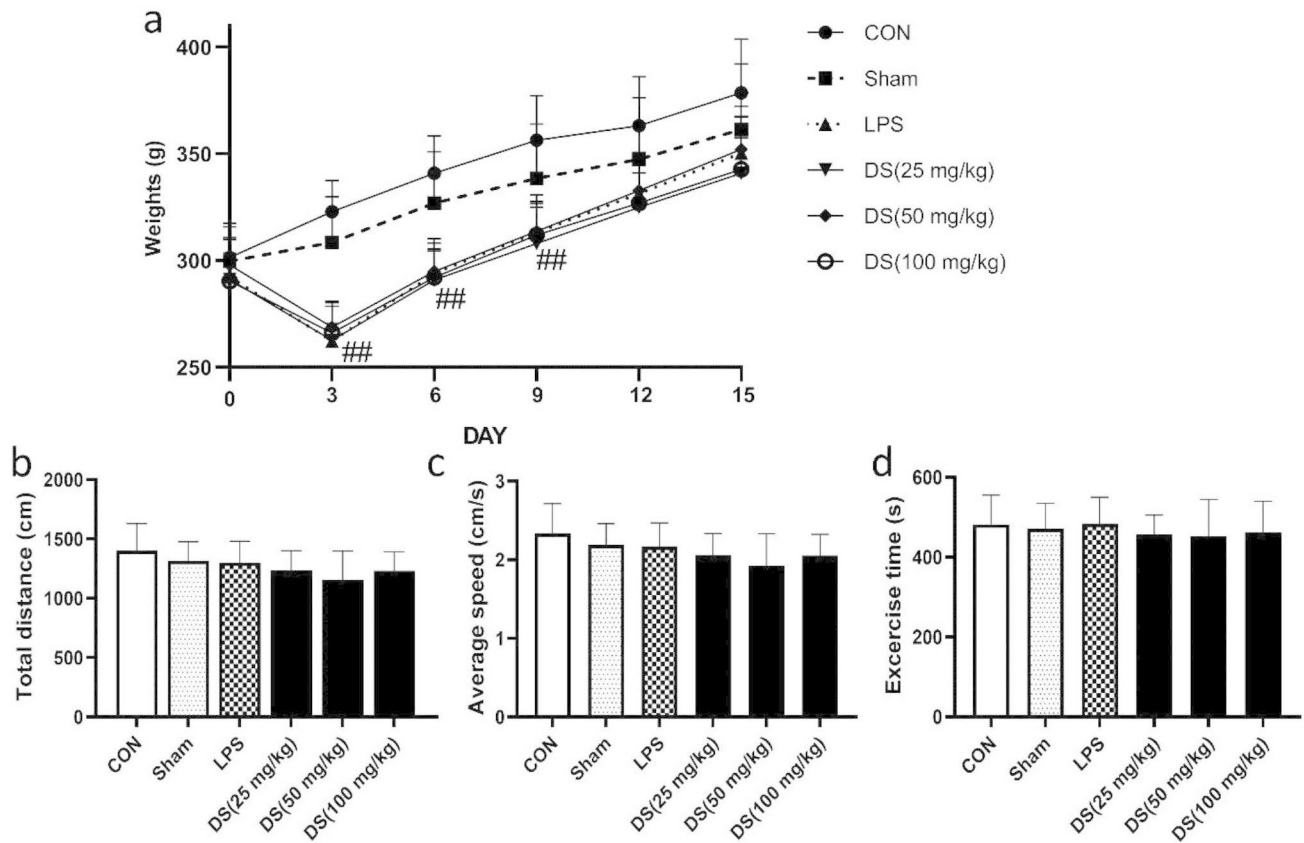 a
Weights (g)
400
350
300
250
##
##
##
0 3 6 9 12 15
DAY
CON
Sham
LPS
DS(25 mg/kg)
DS(50 mg/kg)
DS(100 mg/kg)
b
Total distance (cm)
2000
1500
1000
500
0
CON
Sham
LPS
DS(25 mg/kg)
DS(50 mg/kg)
DS(100 mg/kg)
c
Average speed (cm/s)
3
2
1
0
CON
Sham
LPS
DS(25 mg/kg)
DS(50 mg/kg)
DS(100 mg/kg)
d
Excercise time (s)
600
400
200
0
CON
Sham
LPS
DS(25 mg/kg)
DS(50 mg/kg)
DS(100 mg/kg)